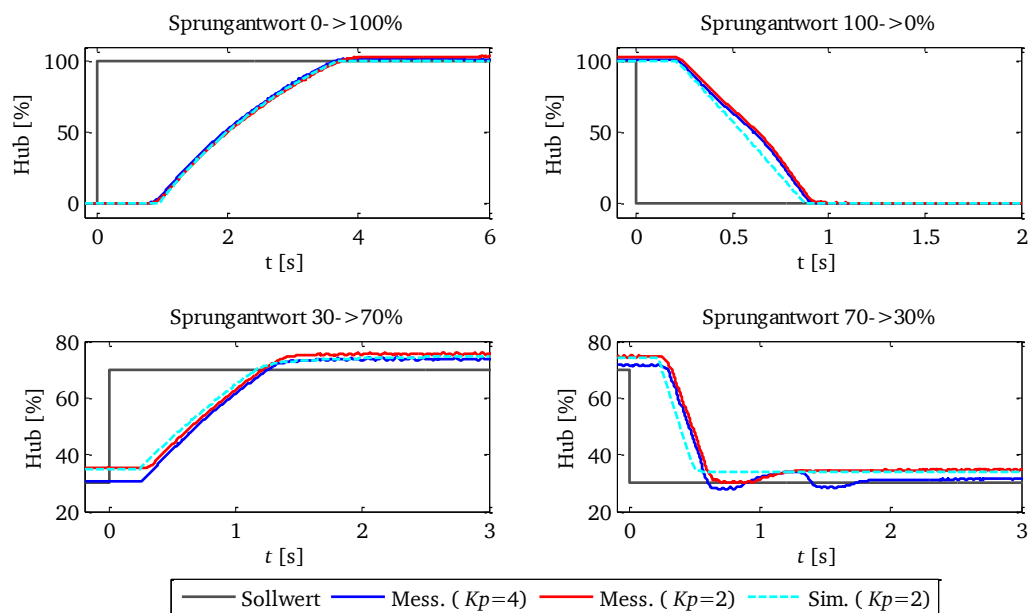 Sprungantwort 0->100%
Hub [%]
100
50
0
0
2
4
6
t [s]
Sprungantwort 100->0%
Hub [%]
100
50
0
0
0.5
1
1.5
2
t [s]
Sprungantwort 30->70%
Hub [%]
80
60
40
20
0
1
2
3
t [s]
Sprungantwort 70->30%
Hub [%]
80
60
40
20
0
1
2
3
t [s]
Sollwert
Mess. ( Kp=4)
Mess. ( Kp=2)
Sim. ( Kp=2)